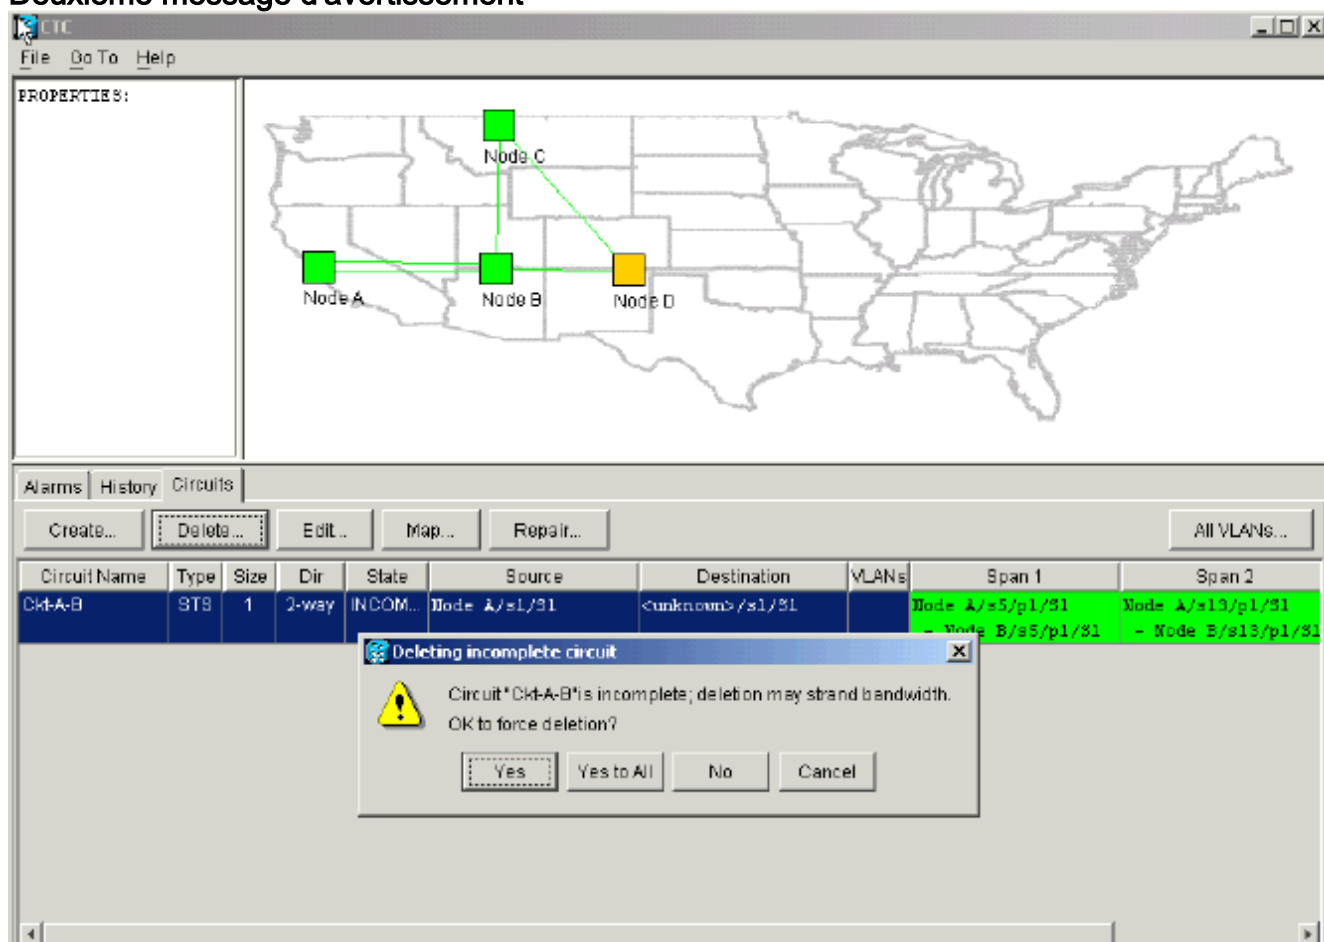 Deuxième message d'avertissement
CTC
File Go To Help
PROPERTIES:
Node C
Node A
Node B
Node D
Alarms History Circuits
Create... Delete... Edit... Map... Repair... All VLANs...
Circuit Name Type Size Dir State Source Destination VLANs Span 1 Span 2
Ckt-A-B STS 1 2-way INCOM... Node A/s1/S1 <unknown>/s1/S1 Node A/s5/p1/S1 Node A/s13/p1/S1
- Node B/s5/p1/S1 - Node B/s13/p1/S1
Deleting incomplete circuit
Circuit "Ckt-A-B" is incomplete; deletion may strand bandwidth.
OK to force deletion?
Yes Yes to All No Cancel